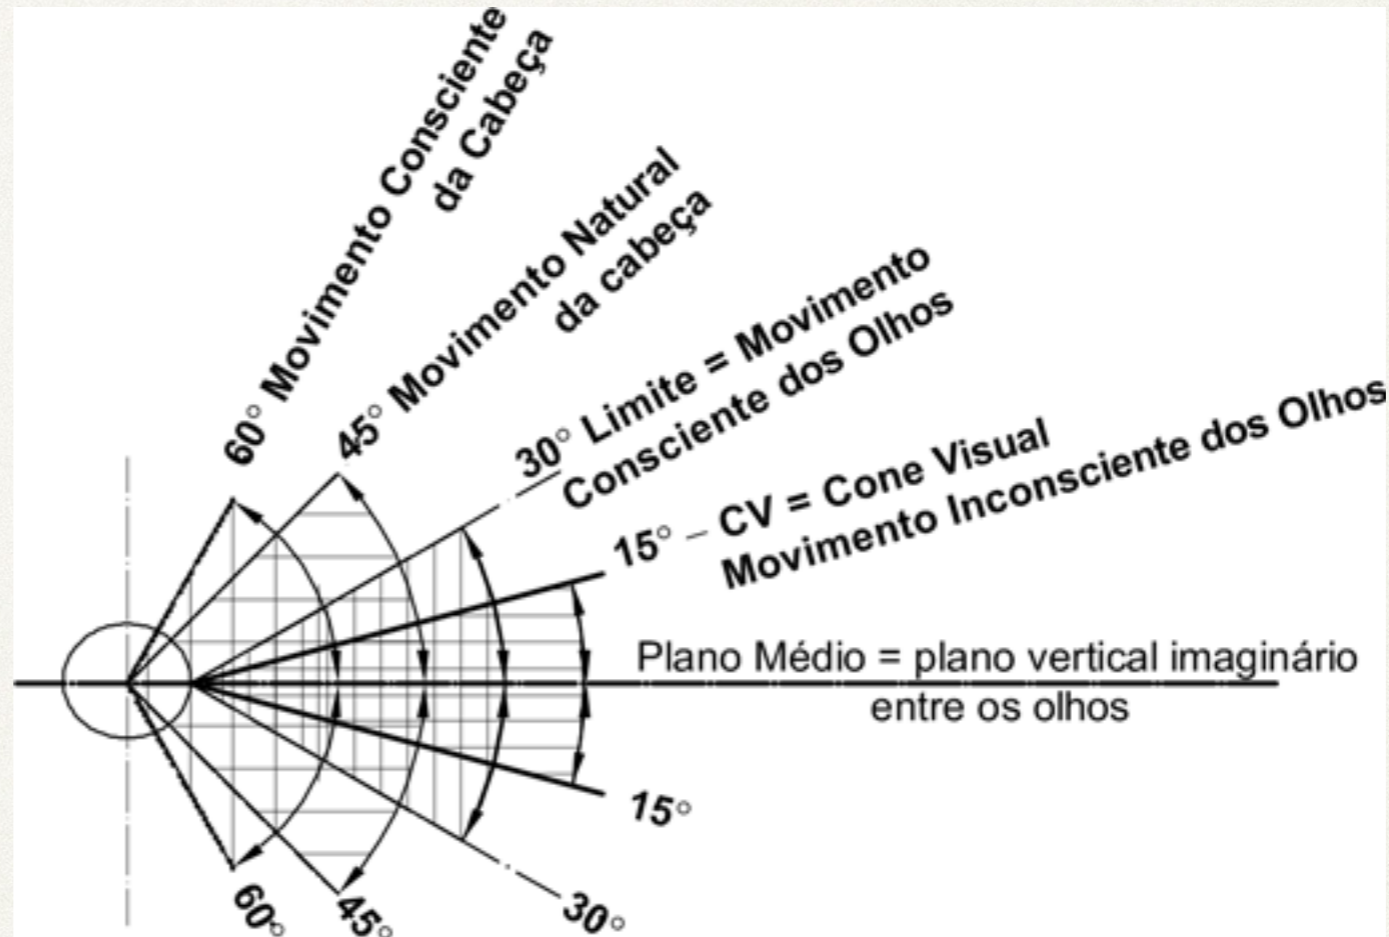 60° Movimento Consciente
da Cabeça
45° Movimento Natural
da cabeça
30° Limite = Movimento
Consciente dos Olhos
15° – CV = Cone Visual
Movimento Inconsciente dos Olhos
Plano Médio = plano vertical imaginário
entre os olhos
15°
30°
45°
60°